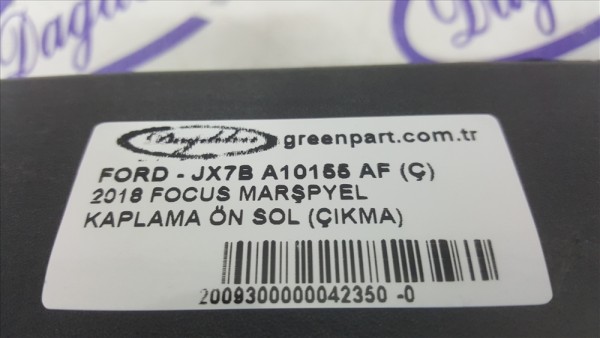 greenpart.com.tr
FORD - JX7B A10155 AF (Ç)
2018 FOCUS MARŞPYEL
KAPLAMA ÖN SOL (ÇIKMA)
2009300000042350 -0